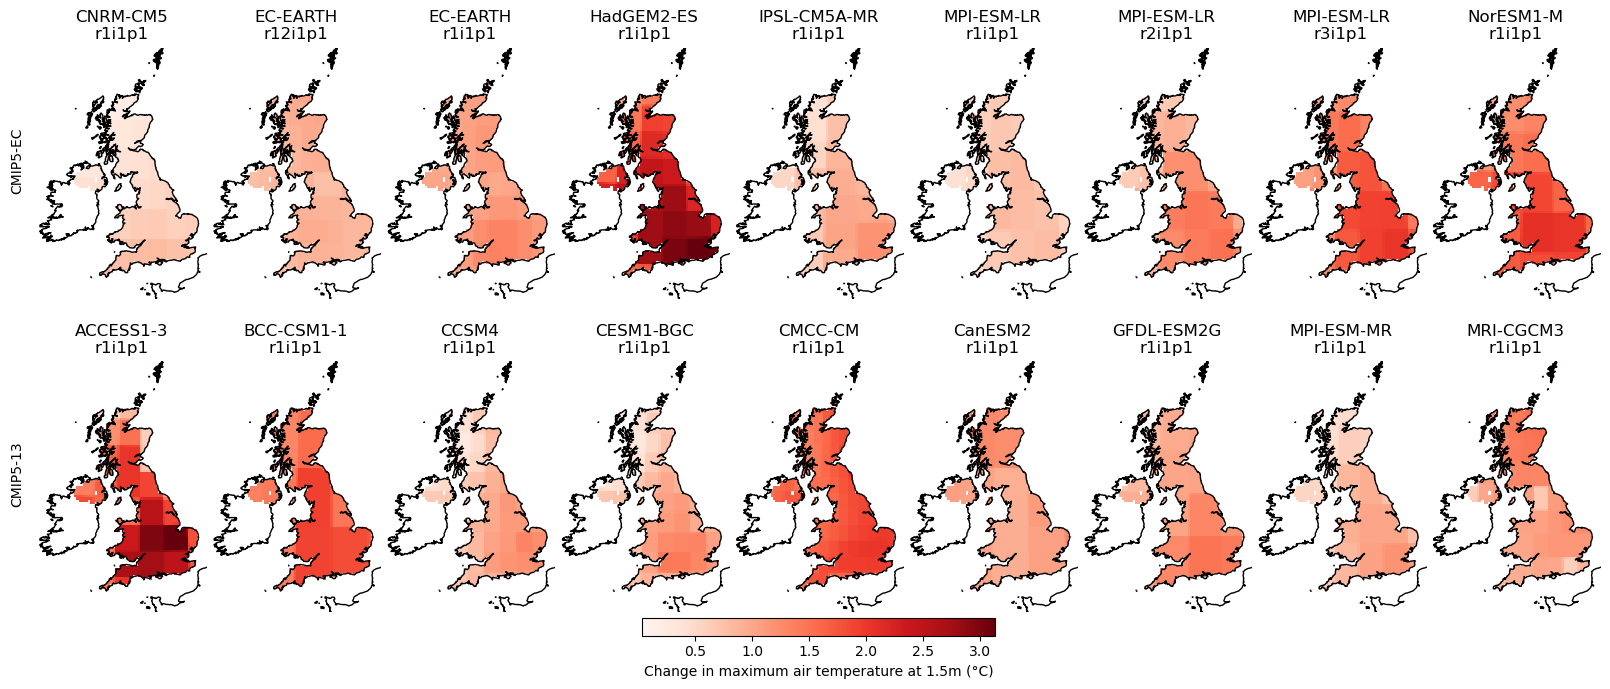 CNRM-CM5
r1i1p1
EC-EARTH
r12i1p1
EC-EARTH
r1i1p1
HadGEM2-ES
r1i1p1
IPSL-CM5A-MR
r1i1p1
MPI-ESM-LR
r1i1p1
MPI-ESM-LR
r2i1p1
MPI-ESM-LR
r3i1p1
NorESM1-M
r1i1p1
CMIP5-EC
ACCESS1-3
r1i1p1
BCC-CSM1-1
r1i1p1
CCSM4
r1i1p1
CESM1-BGC
r1i1p1
CMCC-CM
r1i1p1
CanESM2
r1i1p1
GFDL-ESM2G
r1i1p1
MPI-ESM-MR
r1i1p1
MRI-CGCM3
r1i1p1
CMIP5-13
0.5 1.0 1.5 2.0 2.5 3.0
Change in maximum air temperature at 1.5m (°C)